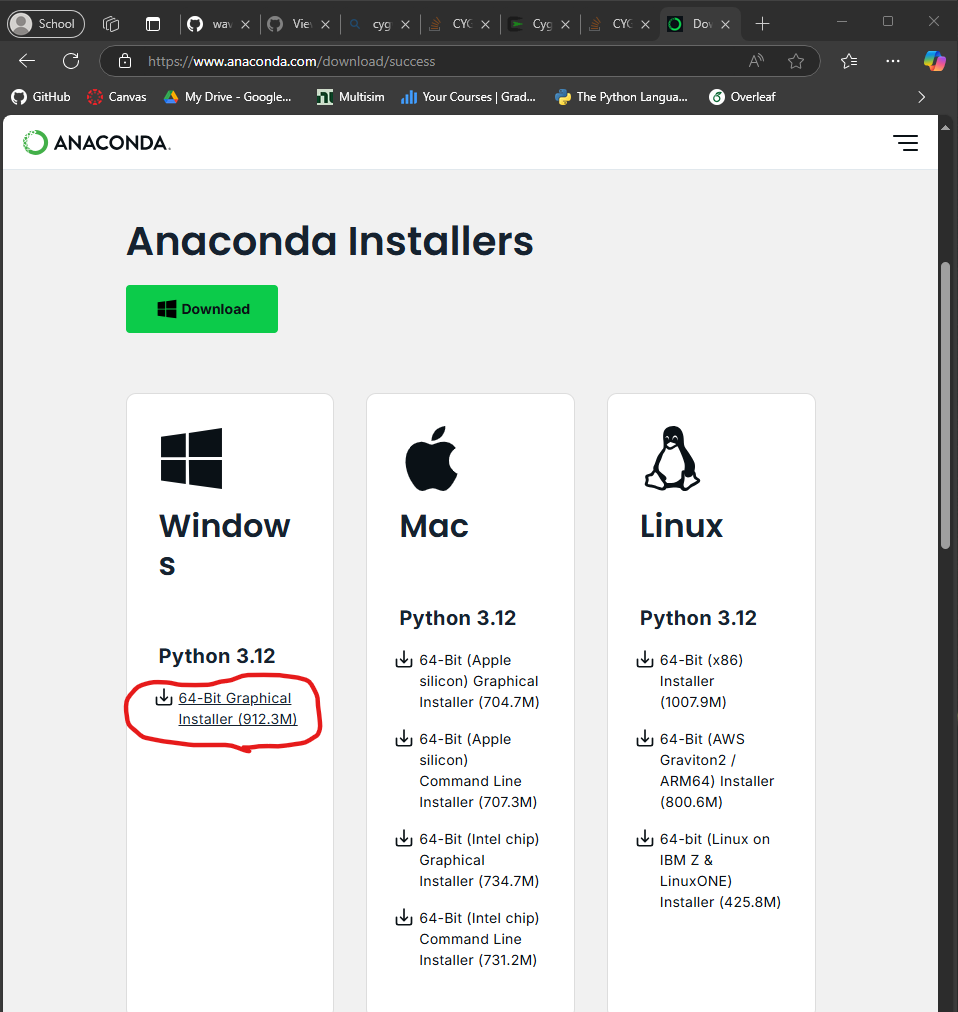 School
wav
Viev
cyg
CYG
Cyg
CYG
Dov
https://www.anaconda.com/download/success
GitHub
Canvas
My Drive - Google...
Multisim
Your Courses | Grad...
The Python Langua...
Overleaf
ANACONDA.
Anaconda Installers
Download
Window
s
Python 3.12
64-Bit Graphical
Installer (912.3M)
Mac
Python 3.12
64-Bit (Apple
silicon) Graphical
Installer (704.7M)
64-Bit (Apple
silicon)
Command Line
Installer (707.3M)
64-Bit (Intel chip)
Graphical
Installer (734.7M)
64-Bit (Intel chip)
Command Line
Installer (731.2M)
Linux
Python 3.12
64-Bit (x86)
Installer
(1007.9M)
64-Bit (AWS
Graviton2 /
ARM64) Installer
(800.6M)
64-bit (Linux on
IBM Z &
LinuxONE)
Installer (425.8M)